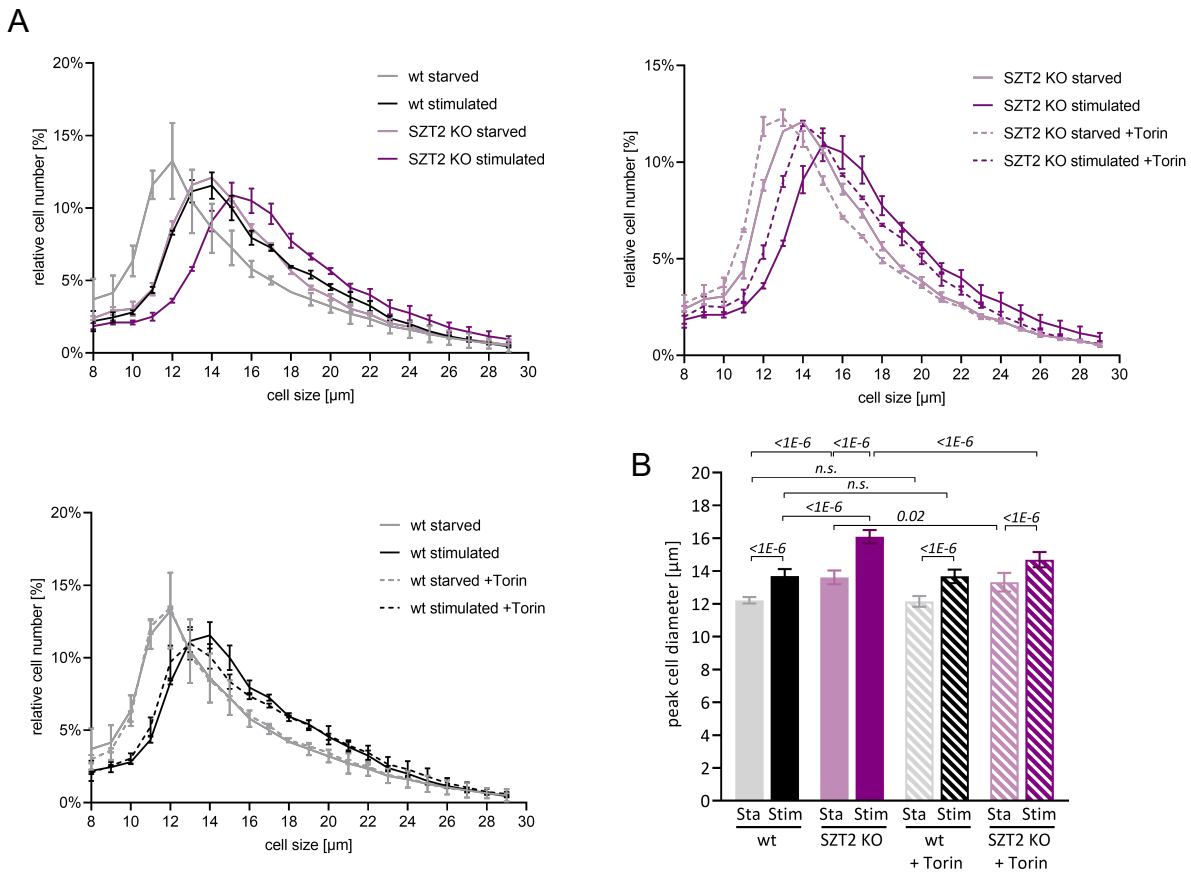 A
20%
15%
10%
5%
0%
relative cell number [%]
8 10 12 14 16 18 20 22 24 26 28 30
cell size [µm]
wt starved
wt stimulated
SZT2 KO starved
SZT2 KO stimulated
15%
10%
5%
0%
relative cell number [%]
8 10 12 14 16 18 20 22 24 26 28 30
cell size [µm]
SZT2 KO starved
SZT2 KO stimulated
SZT2 KO starved +Torin
SZT2 KO stimulated +Torin
20%
15%
10%
5%
0%
relative cell number [%]
8 10 12 14 16 18 20 22 24 26 28 30
cell size [µm]
wt starved
wt stimulated
wt starved +Torin
wt stimulated +Torin
B
<1E-6 <1E-6 <1E-6
n.s.
n.s.
<1E-6
0.02
<1E-6
<1E-6
<1E-6
20
18
16
14
12
10
8
6
4
2
0
peak cell diameter [µm]
Sta Stim Sta Stim Sta Stim Sta Stim
wt SZT2 KO wt SZT2 KO
+ Torin + Torin